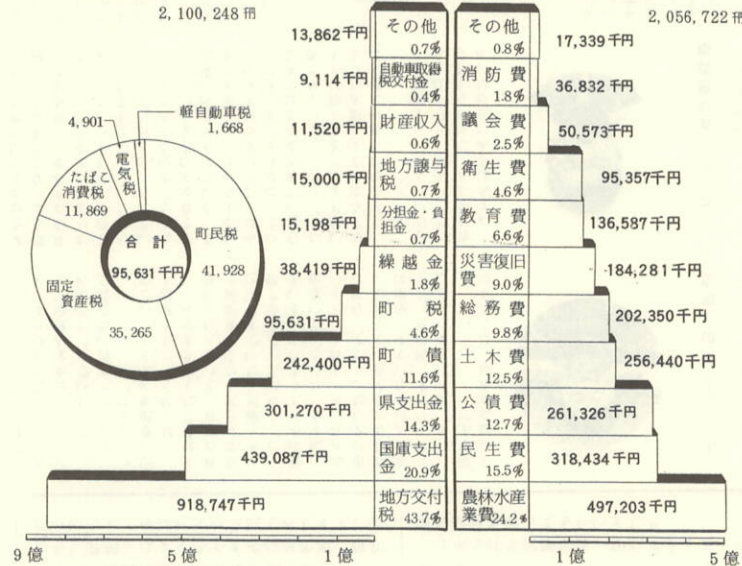 2,100,248 千円
2,056,722 千円
13,862千円
その他
0.7%
その他
0.8%
17,339千円
9.114千円
自動車取得
税交付金
0.4%
消防費
1.8%
36.832千円
11,520千円
財産収入
0.6%
議会費
2.5%
50,573千円
15,000千円
地方譲与
税
0.7%
衛生費
4.6%
95,357千円
15,198千円
分担金・負
担金
0.7%
教育費
6.6%
136,587千円
38,419千円
繰越金
1.8%
災害復旧
費
9.0%
184,281千円
95,631千円
町税
4.6%
総務費
9.8%
202,350千円
242,400千円
町債
11.6%
土木費
12.5%
256,440千円
301,270千円
県支出金
14.3%
公債費
12.7%
261,326千円
439,087千円
国庫支出
金 20.9%
民生費
15.5%
318,434千円
918,747千円
地方交付
税 43.7%
農林水産
業費24.2%
497,203千円
9億
5億
1億
1億
5億
軽自動車税
1,668
4,901
電気税
たばこ
消費税
11,869
合計
95,631千円
町民税
41,928
固定
資産税
35,265